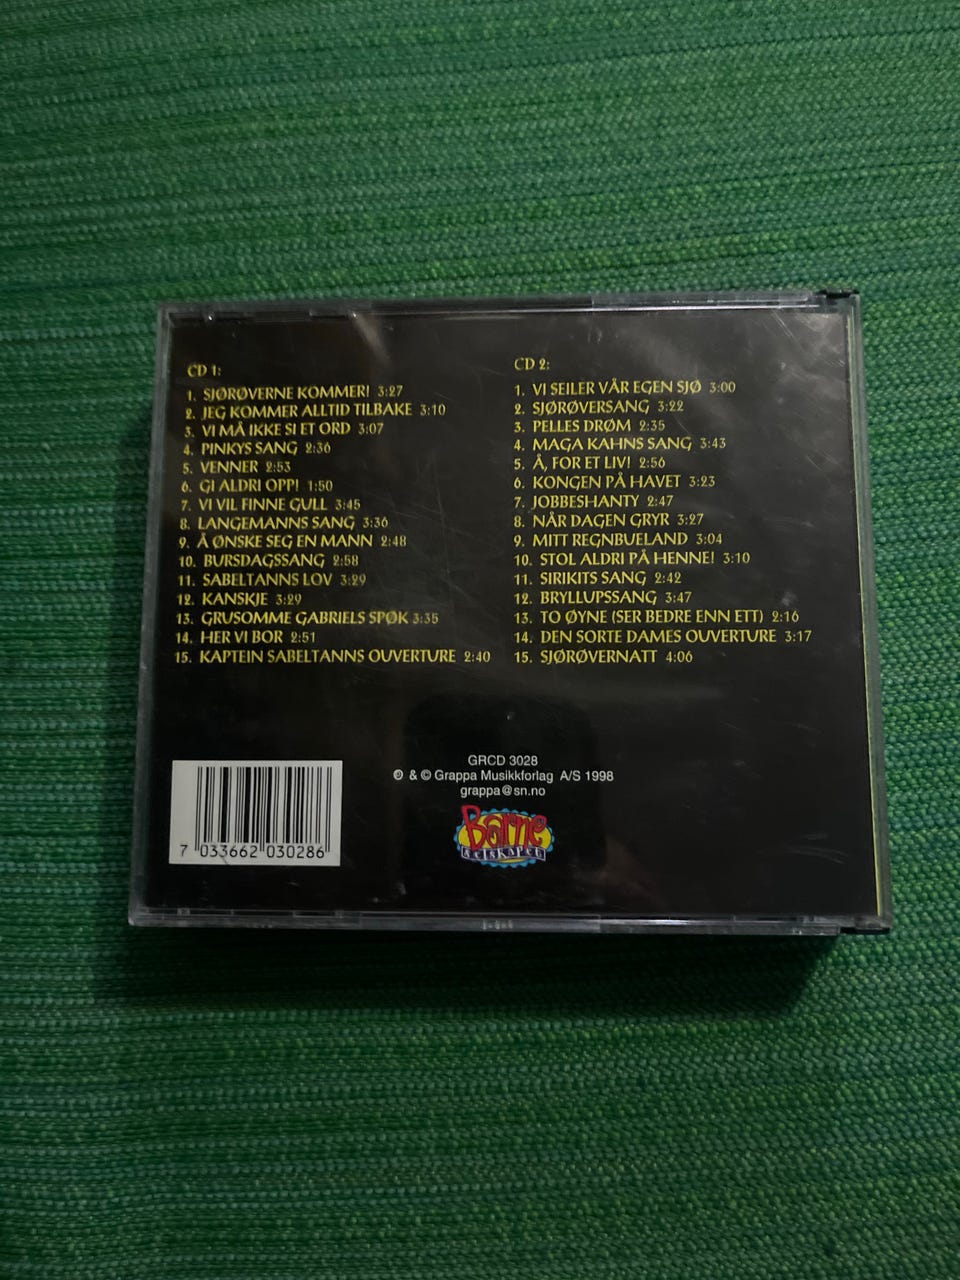 CD 1:
1. SJØRØVERNE KOMMER! 3:27
2. JEG KOMMER ALLTID TILBAKE 3:10
3. VI MÅ IKKE SI ET ORD 3:07
4. PINKYS SANG 2:36
5. VENNER 2:53
6. GI ALDRI OPP! 1:50
7. VI VIL FINNE GULL 3:45
8. LANGEMANNS SANG 3:36
9. Å ØNSKE SEG EN MANN 2:48
10. BURSDAGSSANG 2:58
11. SABELTANNS LOV 3:29
12. KANSKJE 3:29
13. GRUSOMME GABRIELS SPØK 3:35
14. HER VI BOR 2:51
15. KAPTEIN SABELTANNS OUVERTURE 2:40
CD 2:
1. VI SEILER VÅR EGEN SJØ 3:00
2. SJØRØVERSANG 3:22
3. PELLES DRØM 2:35
4. MAGA KAHNS SANG 3:43
5. Å, FOR ET LIV! 2:56
6. KONGEN PÅ HAVET 3:23
7. JOBBESHANTY 2:47
8. NÅR DAGEN GRYR 3:27
9. MITT REGNBUELAND 3:04
10. STOL ALDRI PÅ HENNE! 3:10
11. SIRIKITS SANG 2:42
12. BRYLLUPSSANG 3:47
13. TO ØYNE (SER BEDRE ENN ETT) 2:16
14. DEN SORTE DAMES OUVERTURE 3:17
15. SJØRØVERNATT 4:06
GRCD 3028
℗ & © Grappa Musikkforlag A/S 1998
grappa@sn.no
Barne
selskapet
7 033662 030286